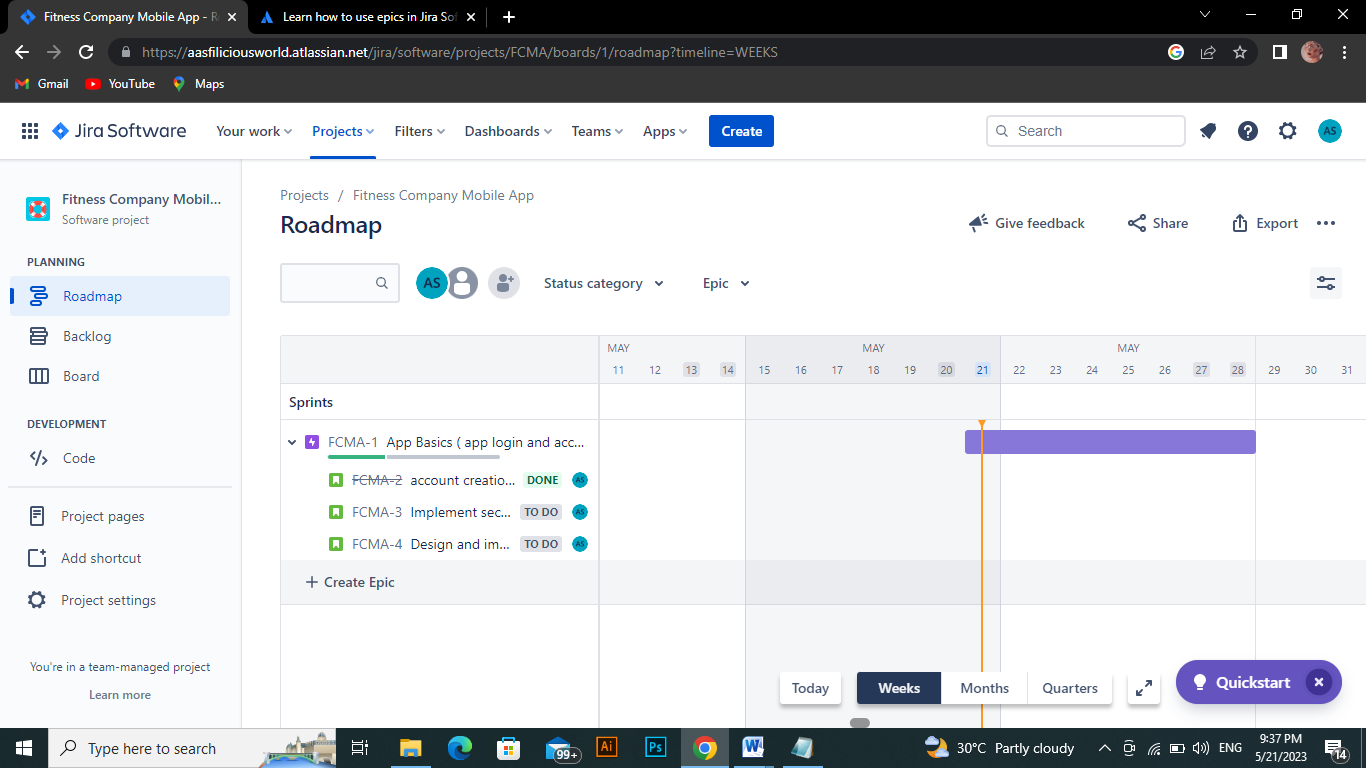 Fitness Company Mobile App - R
Learn how to use epics in Jira Sof
https://aasfiliciousworld.atlassian.net/jira/software/projects/FCMA/boards/1/roadmap?timeline=WEEKS
Gmail YouTube Maps
Jira Software Your work Projects Filters Dashboards Teams Apps Create Search AS
Fitness Company Mobil...
Software project
PLANNING
Roadmap
Backlog
Board
DEVELOPMENT
Code
Project pages
Add shortcut
Project settings
You're in a team-managed project
Learn more
Projects / Fitness Company Mobile App
Roadmap
Give feedback Share Export
AS Status category Epic
MAY MAY MAY
11 12 13 14 15 16 17 18 19 20 21 22 23 24 25 26 27 28 29 30 31
Sprints
FCMA-1 App Basics ( app login and acc...
FCMA-2 account creatio... DONE AS
FCMA-3 Implement sec... TO DO AS
FCMA-4 Design and im... TO DO AS
+ Create Epic
Today Weeks Months Quarters
Quickstart
Type here to search
99+
Ai
Ps
W
30°C Partly cloudy
ENG
9:37 PM
5/21/2023
14